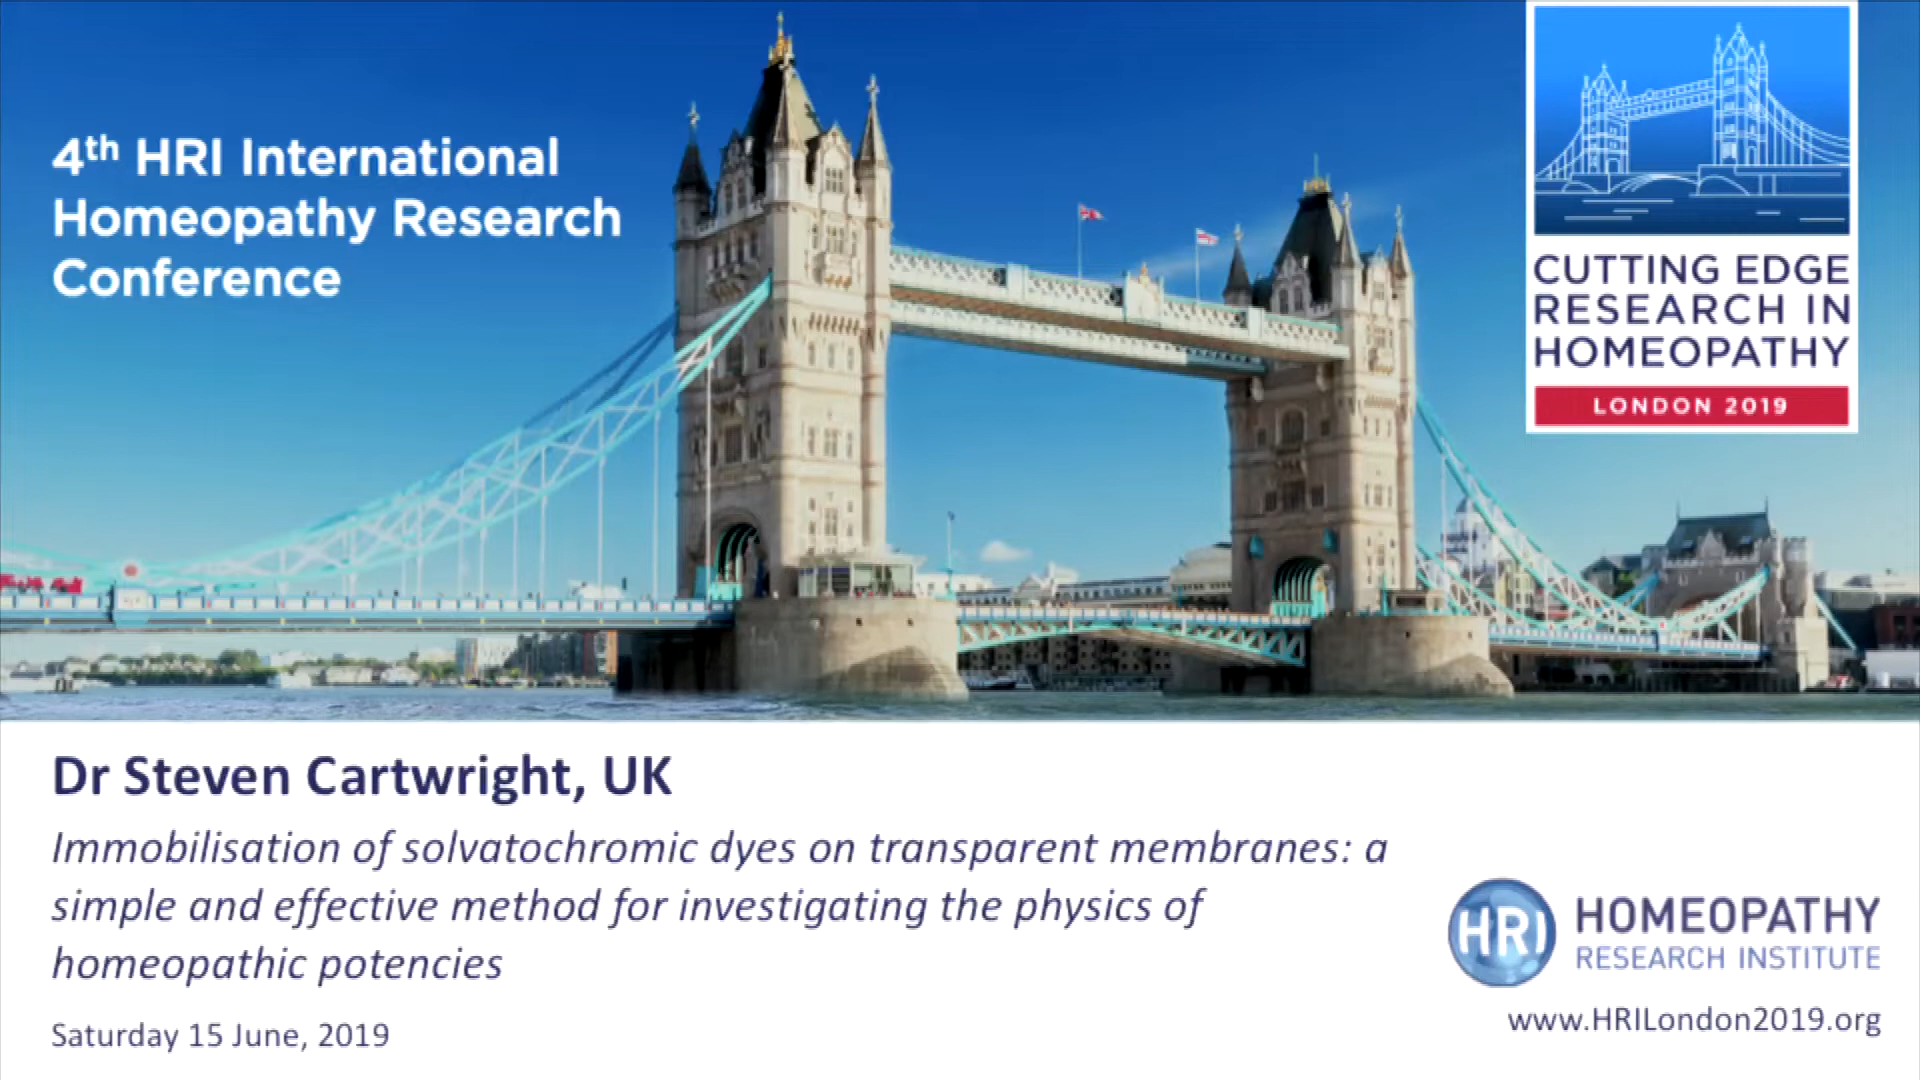 4th HRI International
Homeopathy Research
Conference
CUTTING EDGE
RESEARCH IN
HOMEOPATHY
LONDON 2019
Dr Steven Cartwright, UK
Immobilisation of solvatochromic dyes on transparent membranes: a
simple and effective method for investigating the physics of
homeopathic potencies
Saturday 15 June, 2019
HRI
HOMEOPATHY
RESEARCH INSTITUTE
www.HRILondon2019.org